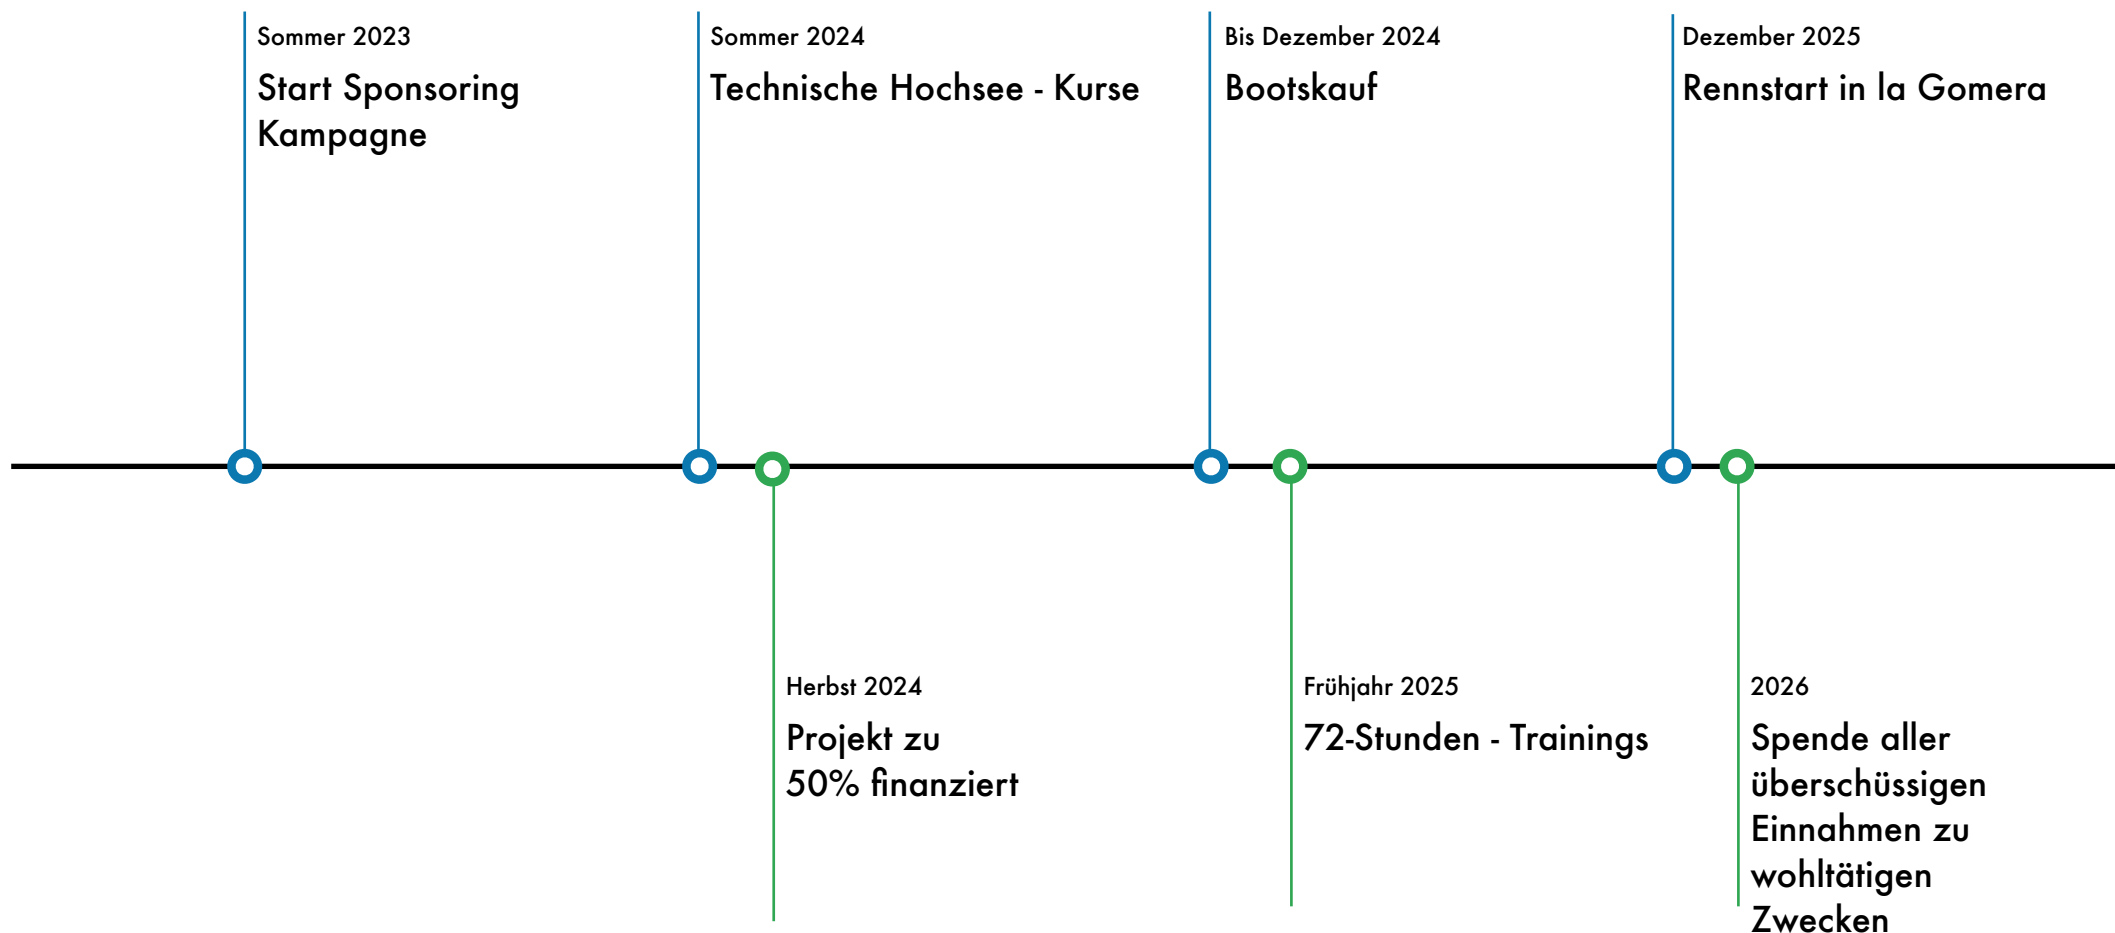 Sommer 2023
Start Sponsoring
Kampagne
Sommer 2024
Technische Hochsee - Kurse
Bis Dezember 2024
Bootskauf
Dezember 2025
Rennstart in la Gomera
Herbst 2024
Projekt zu
50% finanziert
Frühjahr 2025
72-Stunden - Trainings
2026
Spende aller
überschüssigen
Einnahmen zu
wohltätigen
Zwecken